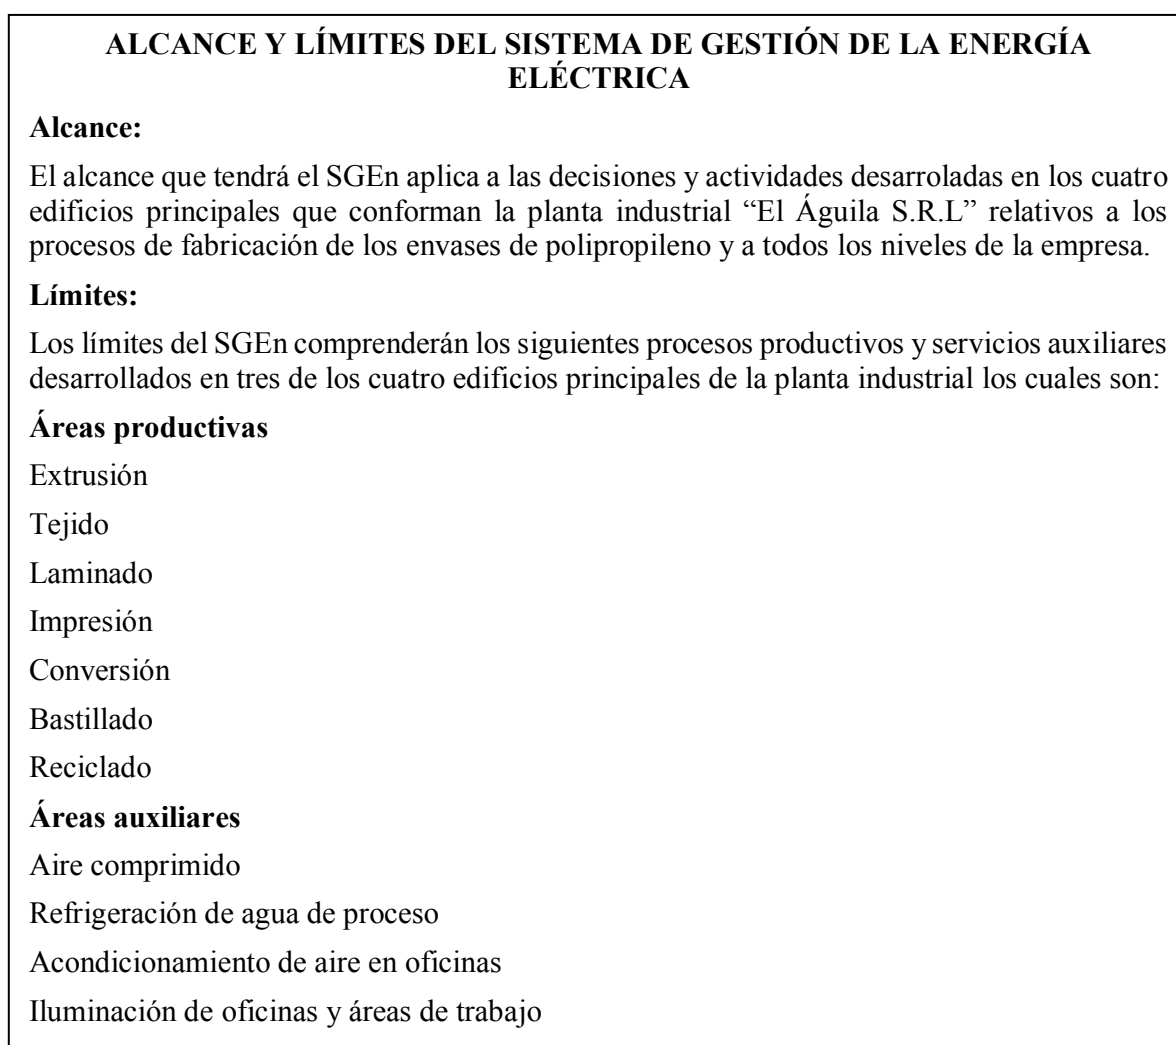 ALCANCE Y LÍMITES DEL SISTEMA DE GESTIÓN DE LA ENERGÍA
ELÉCTRICA
Alcance:
El alcance que tendrá el SGEn aplica a las decisiones y actividades desarroladas en los cuatro
edificios principales que conforman la planta industrial “El Águila S.R.L” relativos a los
procesos de fabricación de los envases de polipropileno y a todos los niveles de la empresa.
Límites:
Los límites del SGEn comprenderán los siguientes procesos productivos y servicios auxiliares
desarrollados en tres de los cuatro edificios principales de la planta industrial los cuales son:
Áreas productivas
Extrusión
Tejido
Laminado
Impresión
Conversión
Bastillado
Reciclado
Áreas auxiliares
Aire comprimido
Refrigeración de agua de proceso
Acondicionamiento de aire en oficinas
Iluminación de oficinas y áreas de trabajo